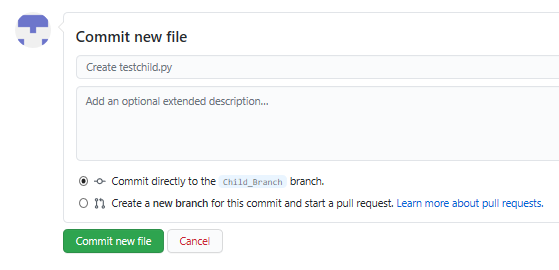 Commit new file
Create testchild.py
Add an optional extended description...
Commit directly to the Child_Branch branch.
Create a new branch for this commit and start a pull request. Learn more about pull requests.
Commit new file
Cancel